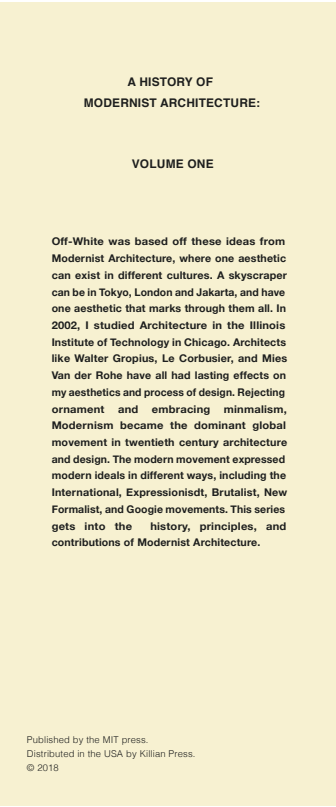 A HISTORY OF
MODERNIST ARCHITECTURE:
VOLUME ONE
Off-White was based off these ideas from
Modernist Architecture, where one aesthetic
can exist in different cultures. A skyscraper
can be in Tokyo, London and Jakarta, and have
one aesthetic that marks through them all. In
2002, I studied Architecture in the Illinois
Institute of Technology in Chicago. Architects
like Walter Gropius, Le Corbusier, and Mies
Van der Rohe have all had lasting effects on
my aesthetics and process of design. Rejecting
ornament and embracing minmalism,
Modernism became the dominant global
movement in twentieth century architecture
and design. The modern movement expressed
modern ideals in different ways, including the
International, Expressionisdt, Brutalist, New
Formalist, and Googie movements. This series
gets into the history, principles, and
contributions of Modernist Architecture.
Published by the MIT press.
Distributed in the USA by Killian Press.
© 2018